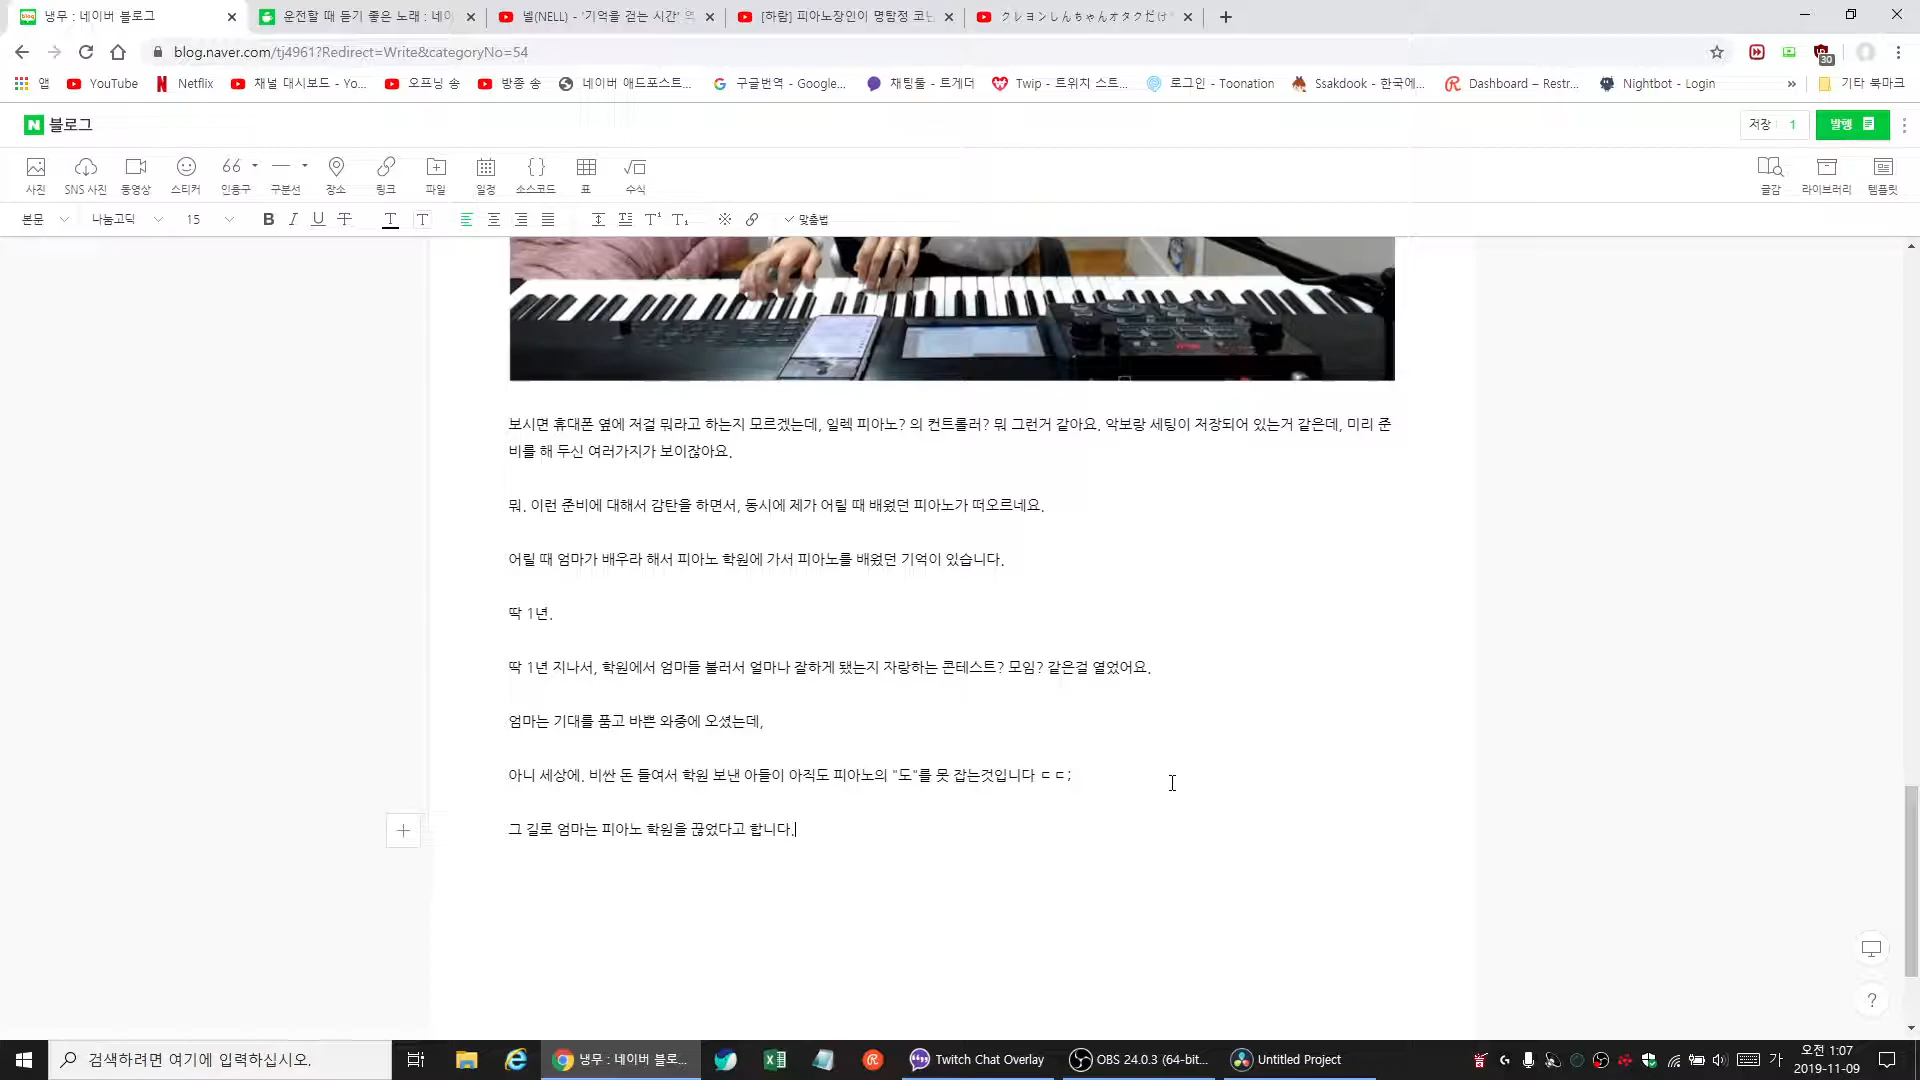 냉무 : 네이버 블로그
운전할 때 듣기 좋은 노래 : 네이
넬(NELL) - '기억을 걷는 시간'
[하람] 피아노장인이 명탐정 코난
クレヨンしんちゃんオタクだけ
blog.naver.com/tj4961?Redirect=Write&categoryNo=54
30
앱 YouTube Netflix 채널 대시보드 - Yo... 오프닝 송 방종 송 네이버 애드포스트... 구글번역 - Google... 채팅툴 - 트게더 Twip - 트위치 스트... 로그인 - Toonation Ssakdook - 한국에... Dashboard – Restr... Nightbot - Login » 기타 북마크
블로그 저장 1 발행
사진 SNS 사진 동영상 스티커 인용구 구분선 장소 링크 파일 일정 소스코드 표 수식 글감 라이브러리 템플릿
본문 나눔고딕 15 B I U T T T T¹ T₁ 맞춤법
보시면 휴대폰 옆에 저걸 뭐라고 하는지 모르겠는데, 일렉 피아노? 의 컨트롤러? 뭐 그런거 같아요. 악보랑 세팅이 저장되어 있는거 같은데, 미리 준
비를 해 두신 여러가지가 보이잖아요.
뭐. 이런 준비에 대해서 감탄을 하면서, 동시에 제가 어릴 때 배웠던 피아노가 떠오르네요.
어릴 때 엄마가 배우라 해서 피아노 학원에 가서 피아노를 배웠던 기억이 있습니다.
딱 1년.
딱 1년 지나서, 학원에서 엄마들 불러서 얼마나 잘하게 됐는지 자랑하는 콘테스트? 모임? 같은걸 열었어요.
엄마는 기대를 품고 바쁜 와중에 오셨는데,
아니 세상에. 비싼 돈 들여서 학원 보낸 아들이 아직도 피아노의 "도"를 못 잡는것입니다 ㄷㄷ;
그 길로 엄마는 피아노 학원을 끊었다고 합니다.
?
검색하려면 여기에 입력하십시오.
냉무 : 네이버 블로...
Twitch Chat Overlay
OBS 24.0.3 (64-bit...
Untitled Project
가
오전 1:07
2019-11-09